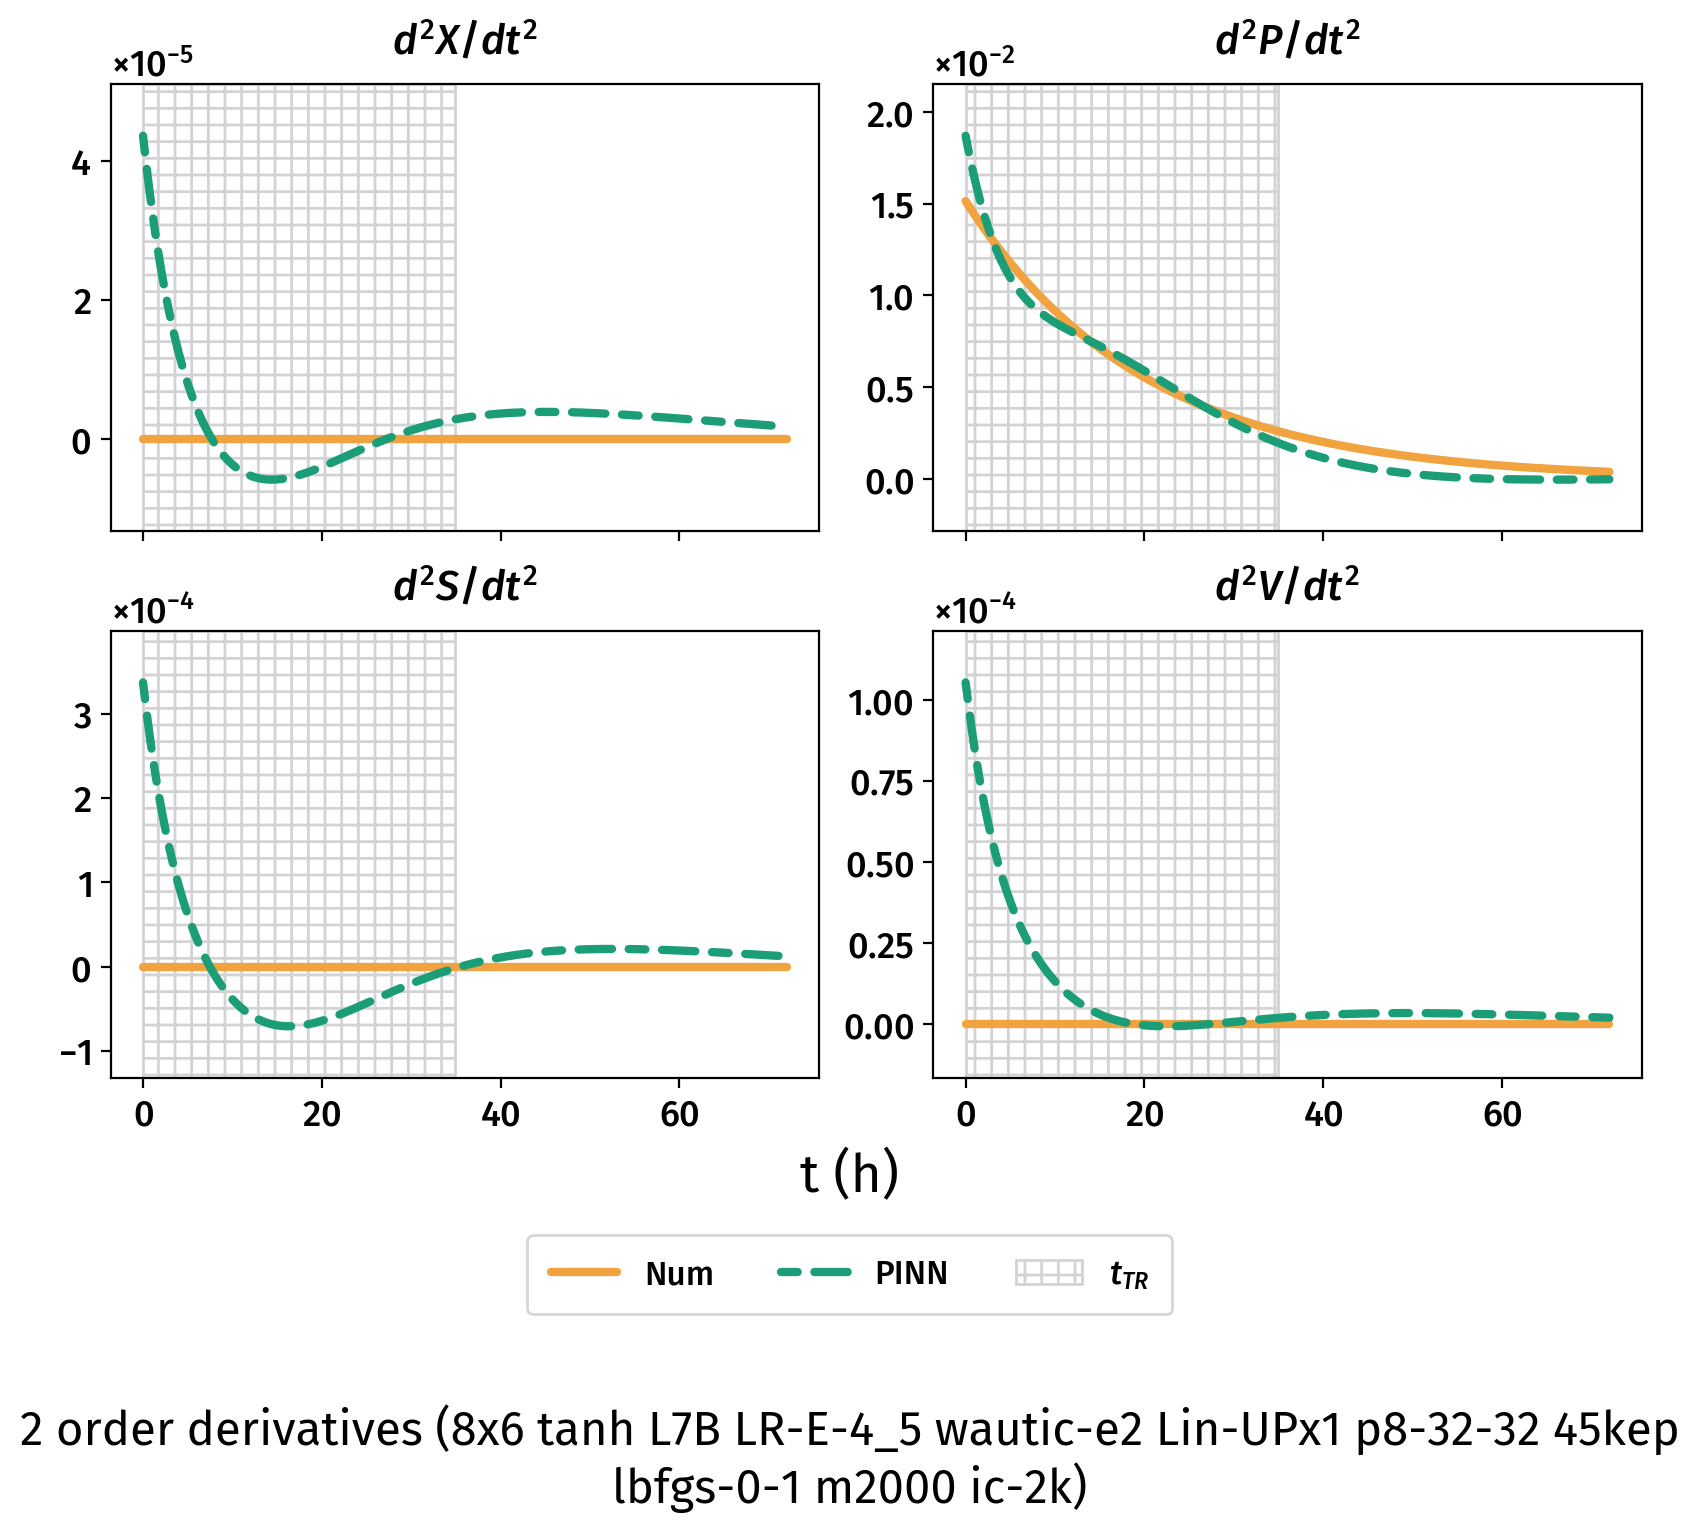 d²X/dt²
×10⁻⁵
4
2
0
d²P/dt²
×10⁻²
2.0
1.5
1.0
0.5
0.0
d²S/dt²
×10⁻⁴
3
2
1
0
−1
0 20 40 60
d²V/dt²
×10⁻⁴
1.00
0.75
0.50
0.25
0.00
0 20 40 60
t (h)
Num PINN t_TR
2 order derivatives (8x6 tanh L7B LR-E-4_5 wautic-e2 Lin-UPx1 p8-32-32 45kep
lbfgs-0-1 m2000 ic-2k)